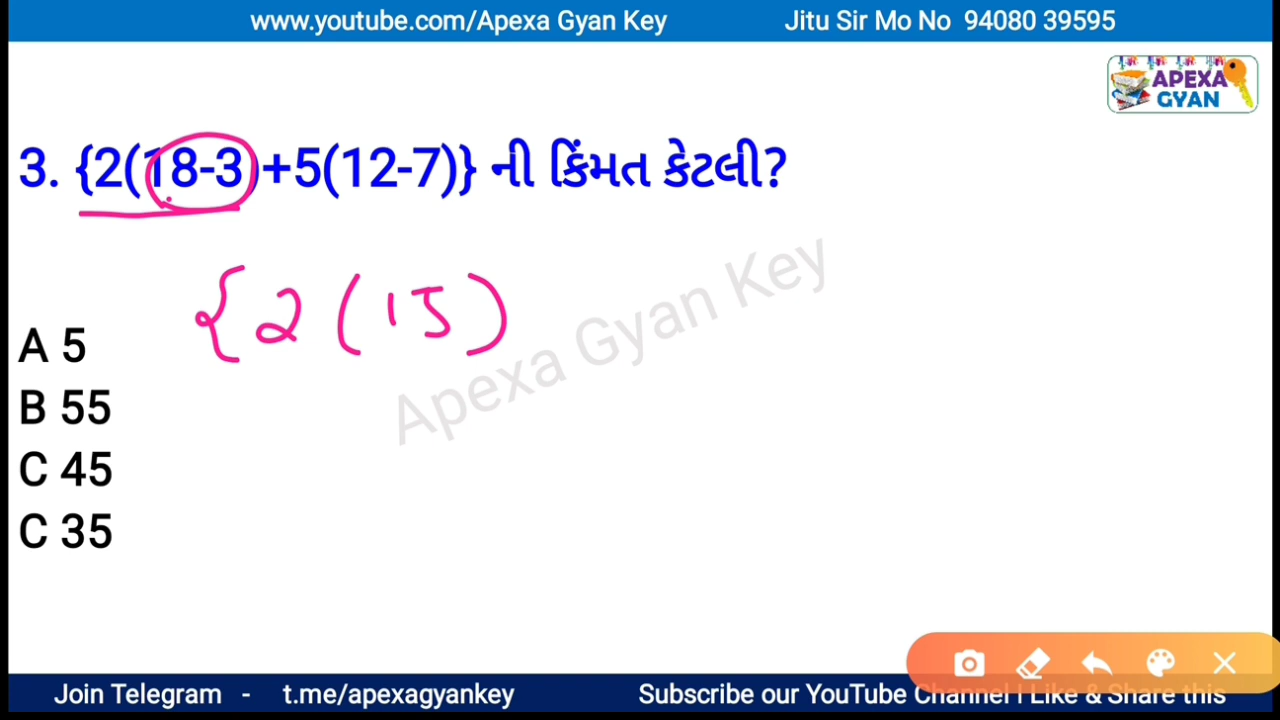 www.youtube.com/Apexa Gyan Key Jitu Sir Mo No 94080 39595
APEXA
GYAN
3. {2(18-3)+5(12-7)} ની કિંમત કેટલી?
{2(15)
A 5
B 55
C 45
C 35
Apexa Gyan Key
Join Telegram - t.me/apexagyankey Subscribe our YouTube Channel I Like & Share this